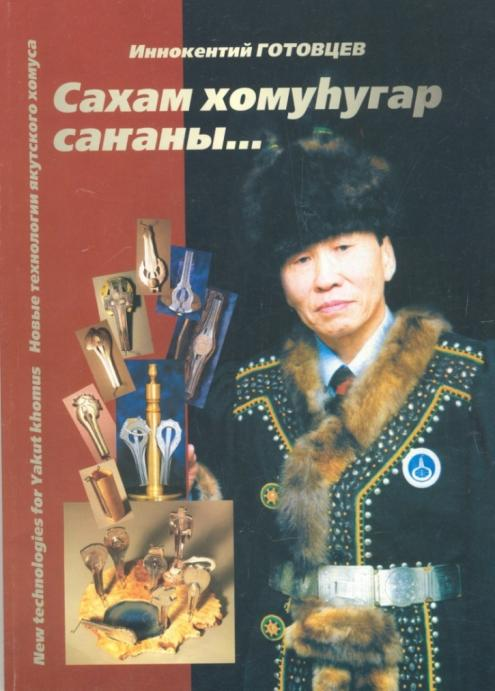 Иннокентий ГОТОВЦЕВ
Сахам хомуһугар
саҥаны...
New technologies for Yakut khomus Новые технологии якутского хомуса